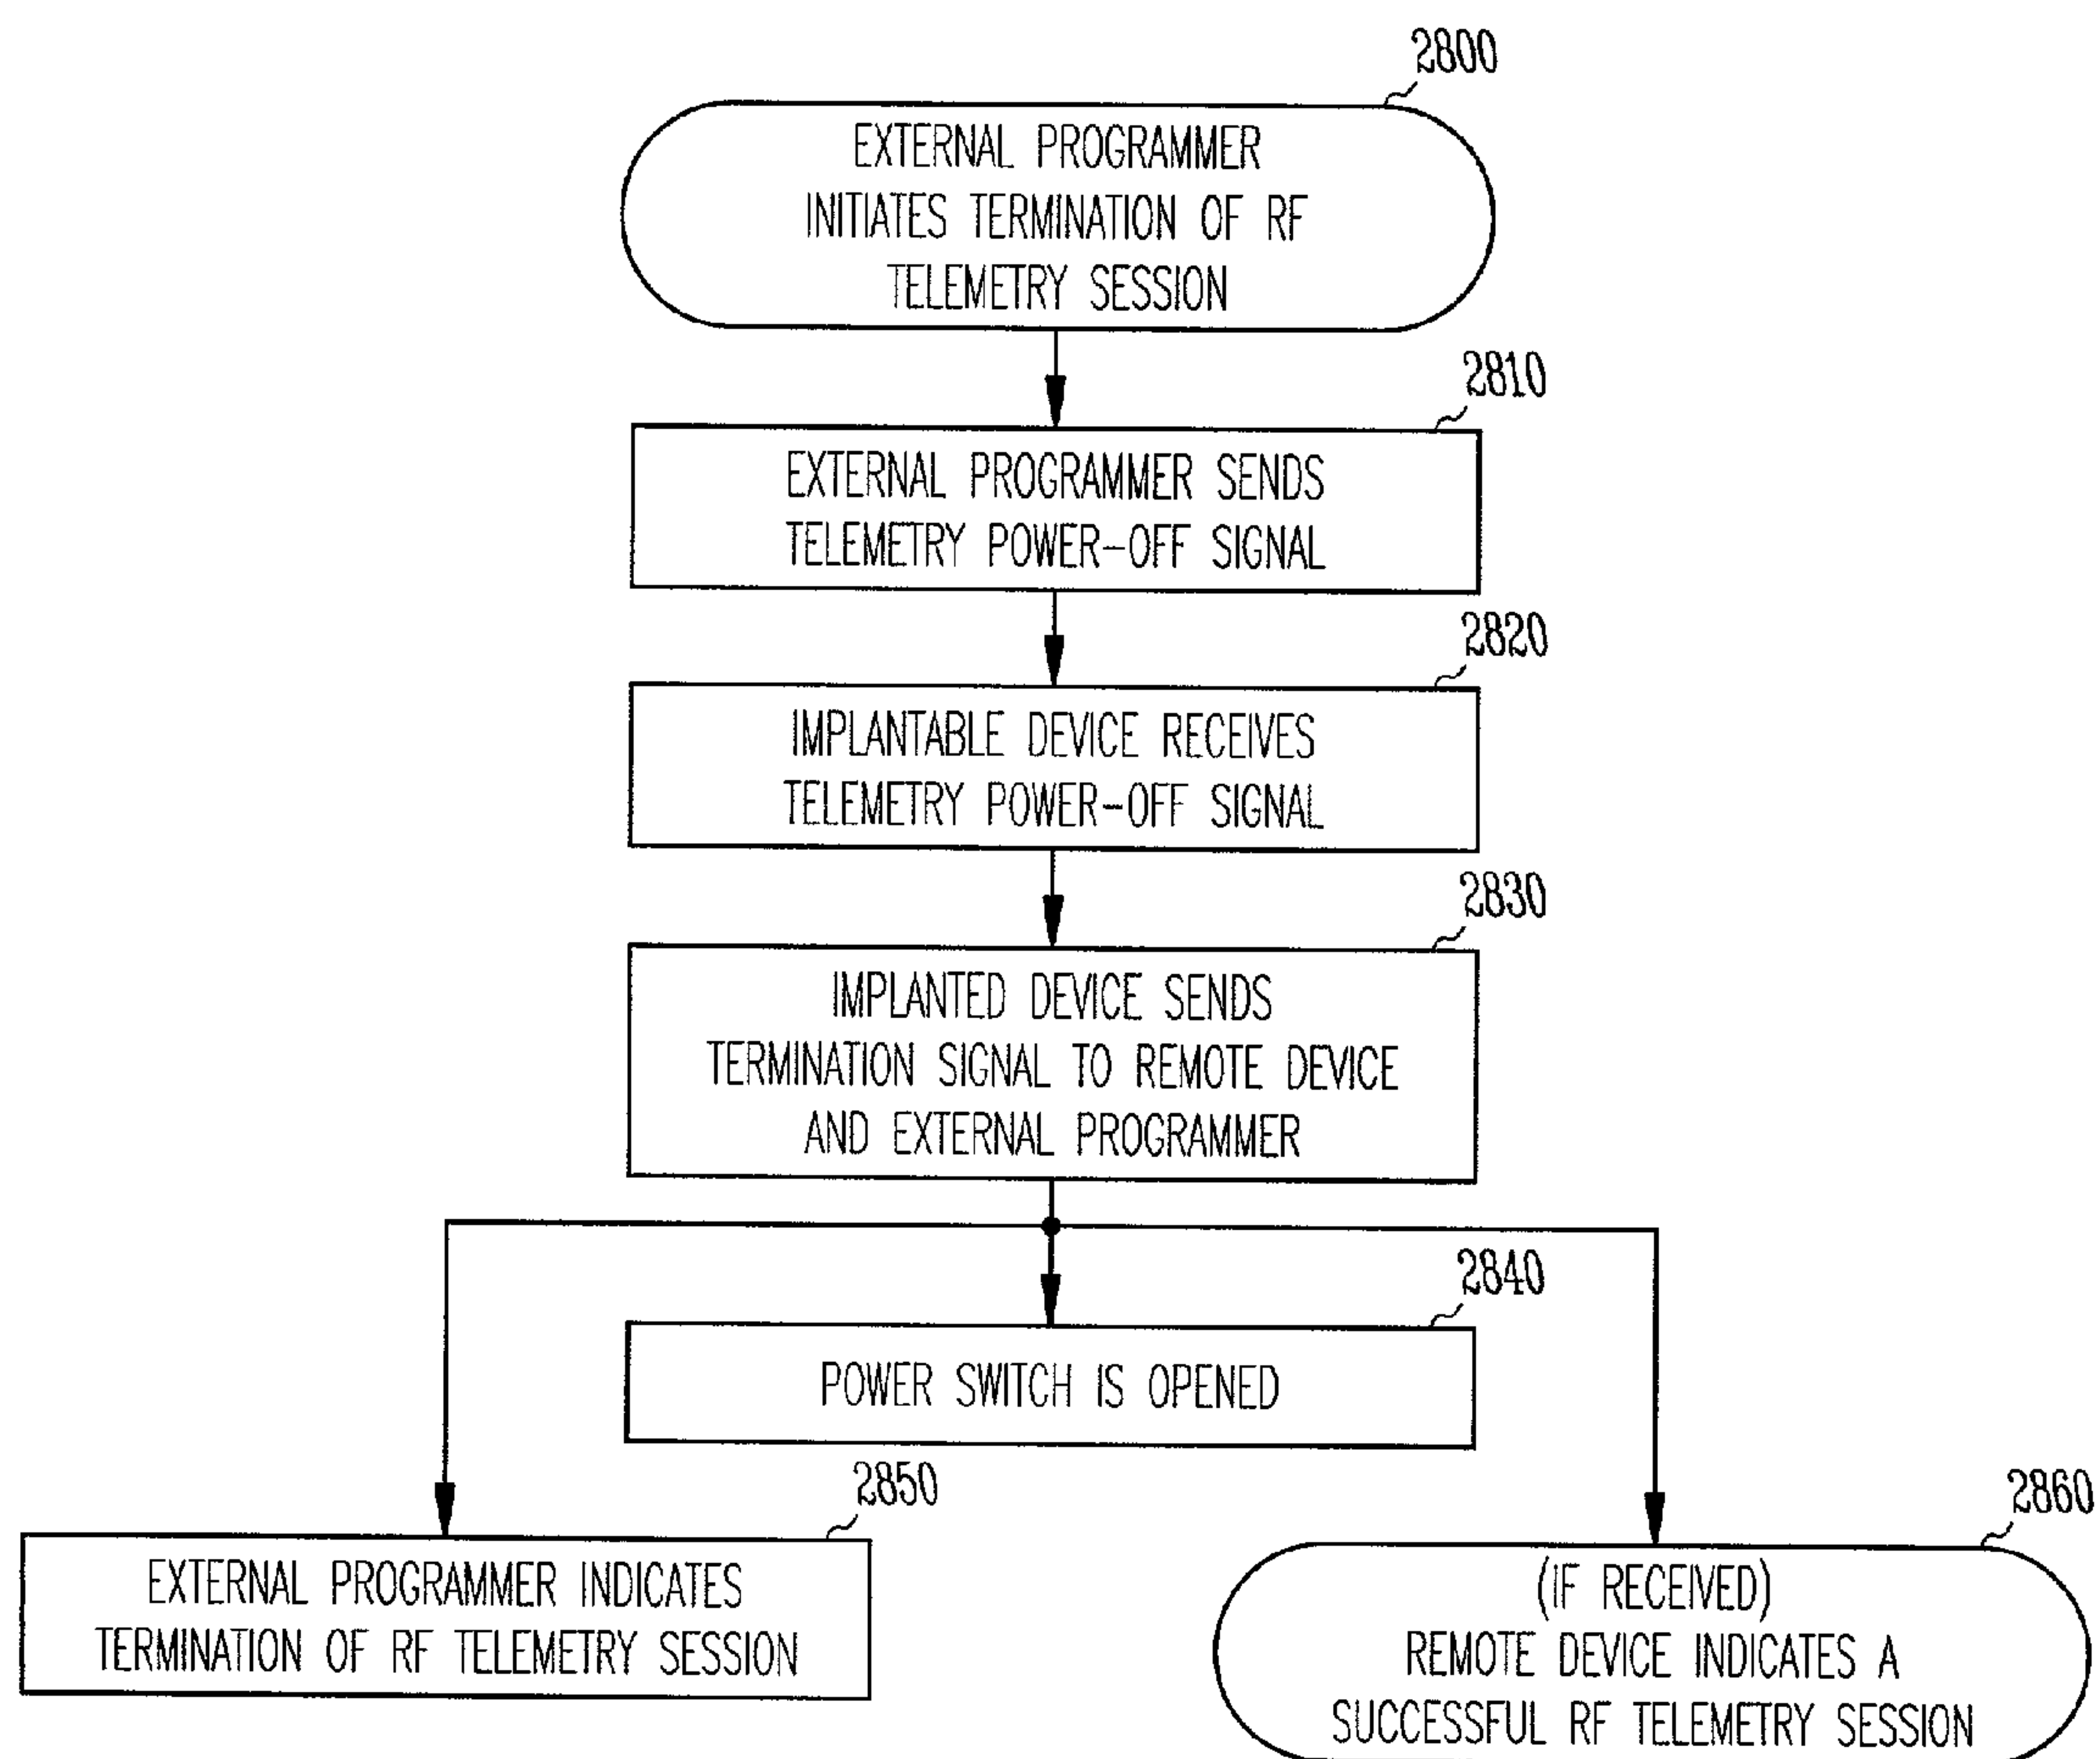 2800
EXTERNAL PROGRAMMER
INITIATES TERMINATION OF RF
TELEMETRY SESSION
2810
EXTERNAL PROGRAMMER SENDS
TELEMETRY POWER-OFF SIGNAL
2820
IMPLANTABLE DEVICE RECEIVES
TELEMETRY POWER-OFF SIGNAL
2830
IMPLANTED DEVICE SENDS
TERMINATION SIGNAL TO REMOTE DEVICE
AND EXTERNAL PROGRAMMER
2840
POWER SWITCH IS OPENED
2850
EXTERNAL PROGRAMMER INDICATES
TERMINATION OF RF TELEMETRY SESSION
2860
(IF RECEIVED)
REMOTE DEVICE INDICATES A
SUCCESSFUL RF TELEMETRY SESSION